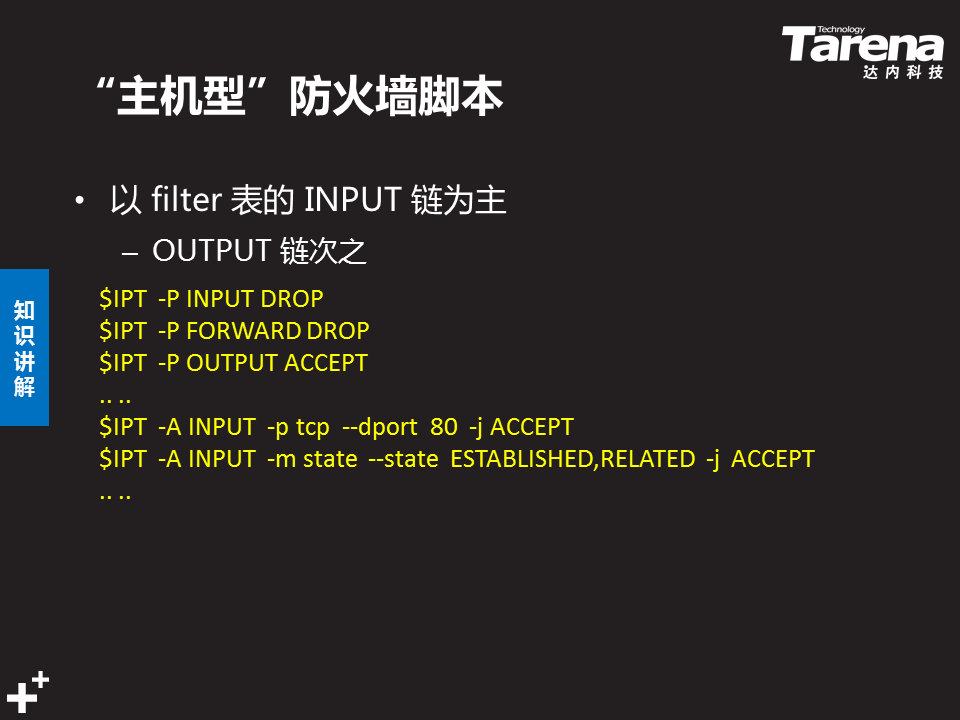 Technology
Tarena
达内科技
“主机型”防火墙脚本
• 以 filter 表的 INPUT 链为主
– OUTPUT 链次之
$IPT -P INPUT DROP
$IPT -P FORWARD DROP
$IPT -P OUTPUT ACCEPT
.. ..
$IPT -A INPUT -p tcp --dport 80 -j ACCEPT
$IPT -A INPUT -m state --state ESTABLISHED,RELATED -j ACCEPT
.. ..
知
识
讲
解